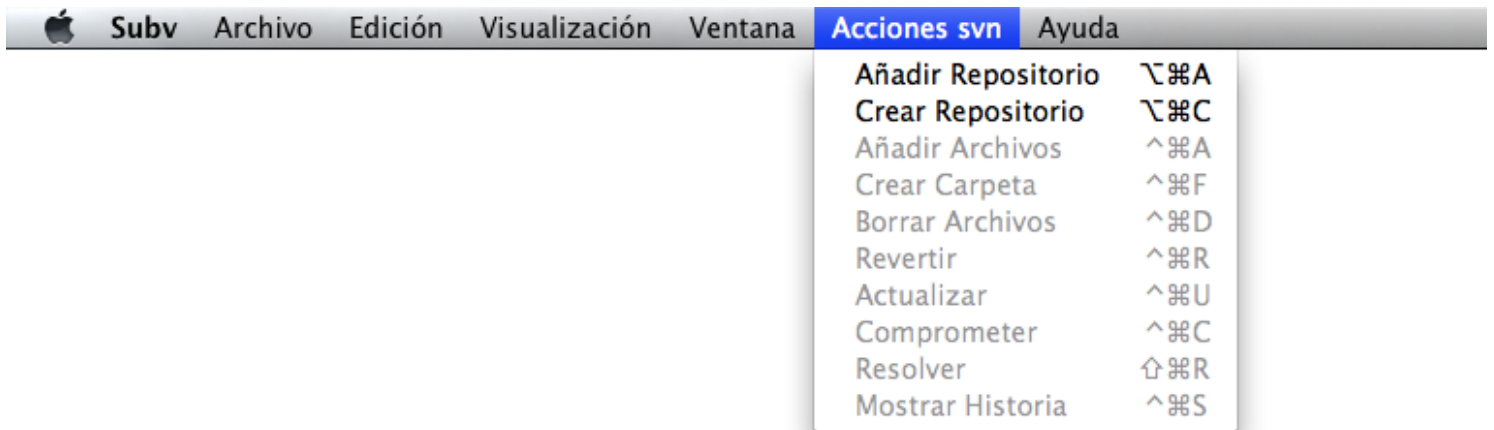 Subv Archivo Edición Visualización Ventana Acciones svn Ayuda
Añadir Repositorio ⌥⌘A
Crear Repositorio ⌥⌘C
Añadir Archivos ^⌘A
Crear Carpeta ^⌘F
Borrar Archivos ^⌘D
Revertir ^⌘R
Actualizar ^⌘U
Comprometer ^⌘C
Resolver ⇧⌘R
Mostrar Historia ^⌘S